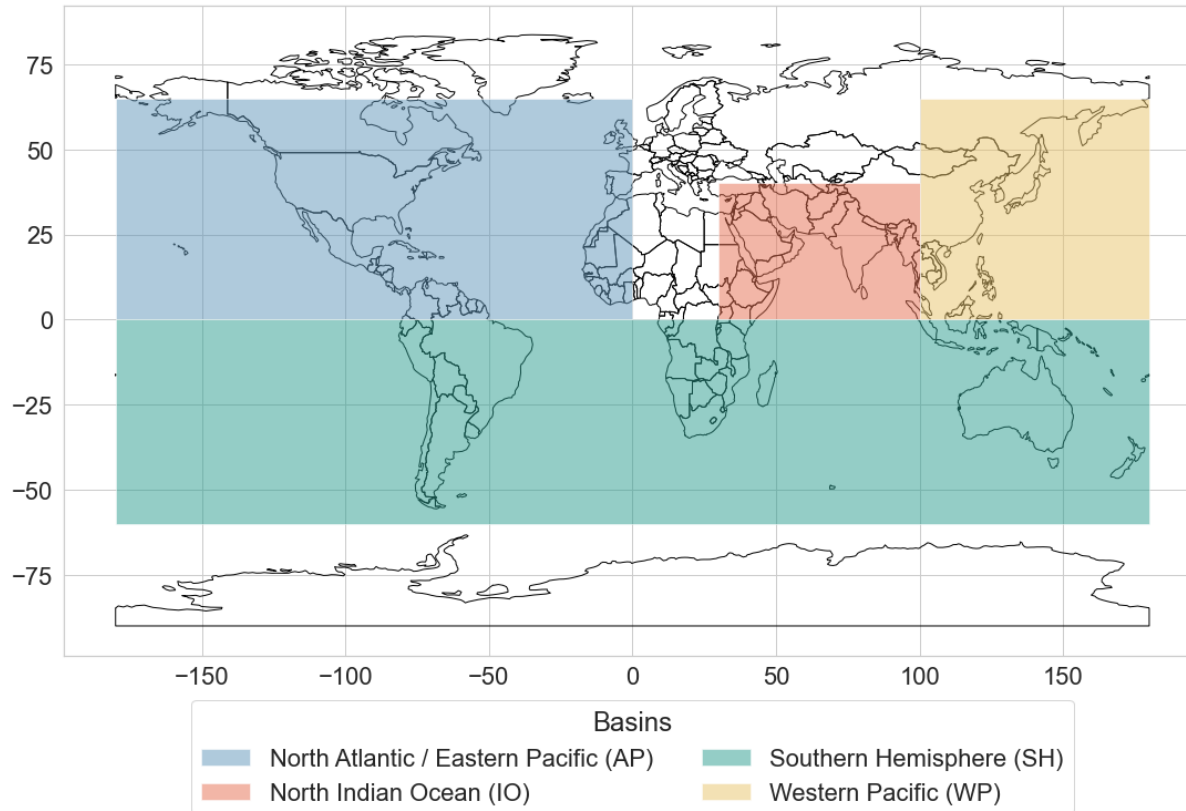 75
50
25
0
−25
−50
−75
−150 −100 −50 0 50 100 150
Basins
North Atlantic / Eastern Pacific (AP) Southern Hemisphere (SH)
North Indian Ocean (IO) Western Pacific (WP)